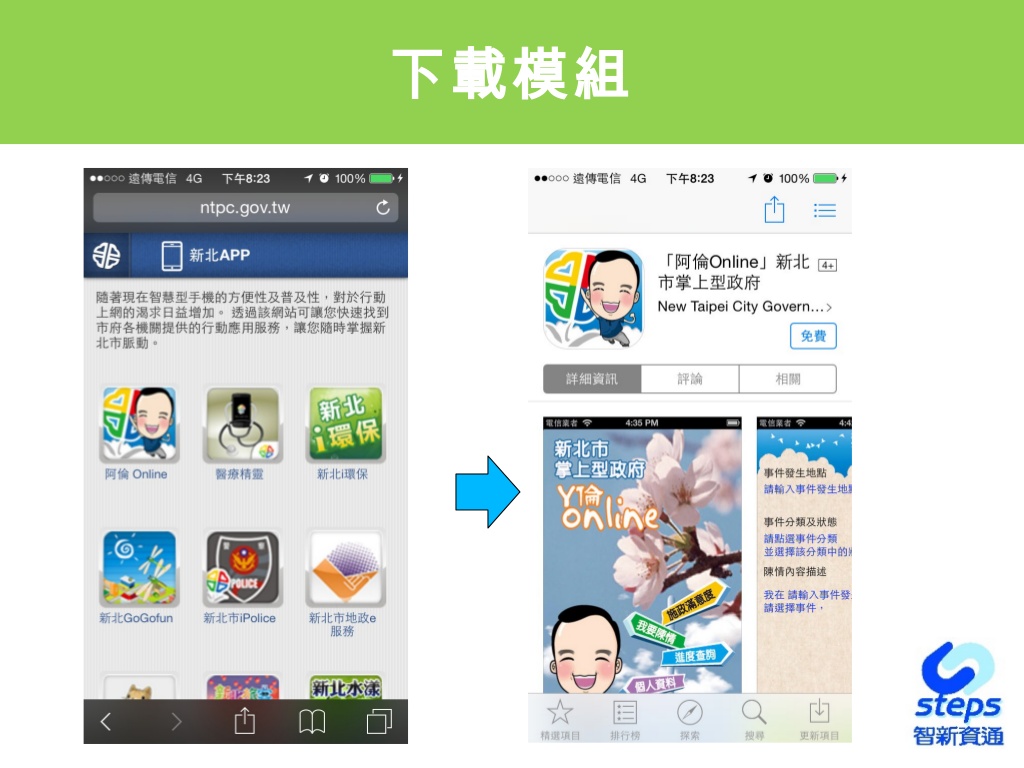 下載模組
遠傳電信 4G 下午8:23 100%
ntpc.gov.tw
新北APP
隨著現在智慧型手機的方便性及普及性,對於行動
上網的渴求日益增加。 透過該網站可讓您快速找到
市府各機關提供的行動應用服務,讓您隨時掌握新
北市脈動。
阿倫 Online 醫療精靈 新北i環保
新北
i環保
POLICE
新北GoGofun 新北市iPolice 新北市地政e
服務
新北水漾
遠傳電信 4G 下午8:23 100%
「阿倫Online」新北 4+
市掌上型政府
New Taipei City Govern...
免費
詳細資訊 評論 相關
電信業者 4:35 PM
新北市
掌上型政府
Y倫
online
施政滿意度
我要陳情
進度查詢
個人資料
電信業者 4:4
事件發生地點
請輸入事件發生地點
事件分類及狀態
請點選事件分類
並選擇該分類中的
陳情內容描述
我在 請輸入事件發
請選擇事件,
精選項目 排行榜 探索 搜尋 更新項目
steps
智新資通